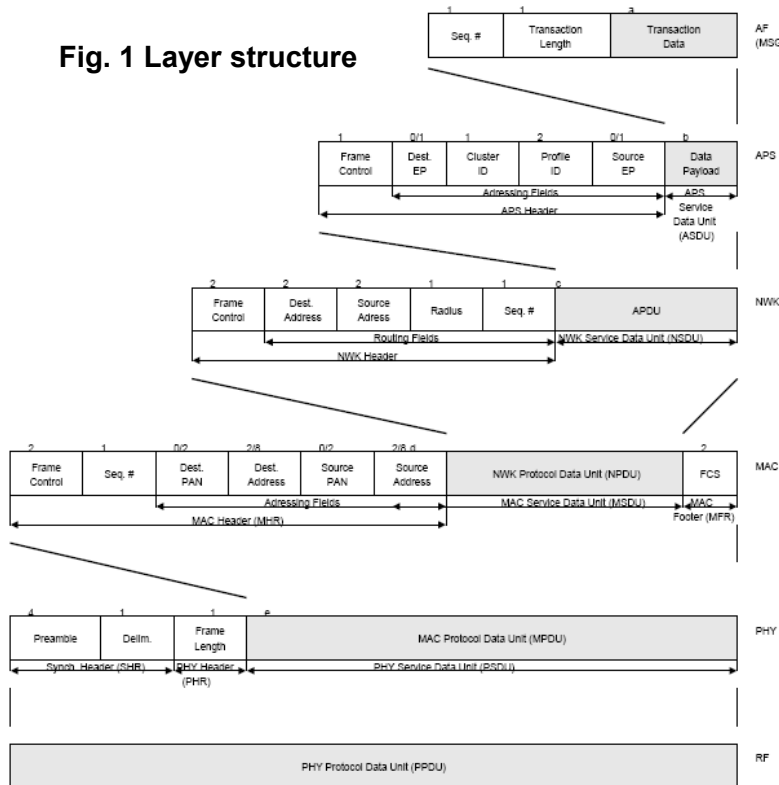 Fig. 1 Layer structure
1 1 a
Seq. # Transaction Length Transaction Data
AF (MSG
1 0/1 1 2 0/1 b
Frame Control Dest. EP Cluster ID Profile ID Source EP Data Payload
APS
Adressing Fields
APS Header
APS Service Data Unit (ASDU)
2 2 2 1 1 c
Frame Control Dest. Address Source Adress Radius Seq. # APDU
NWK
Routing Fields
NWK Service Data Unit (NSDU)
NWK Header
2 1 0/2 2/8 0/2 2/8 d 2
Frame Control Seq. # Dest. PAN Dest. Address Source PAN Source Address NWK Protocol Data Unit (NPDU) FCS
MAC
Adressing Fields
MAC Service Data Unit (MSDU)
MAC Footer (MFR)
MAC Header (MHR)
4 1 1 e
Preamble Delim. Frame Length MAC Protocol Data Unit (MPDU)
PHY
Synch. Header (SHR)
PHY Header (PHR)
PHY Service Data Unit (PSDU)
PHY Protocol Data Unit (PPDU)
RF